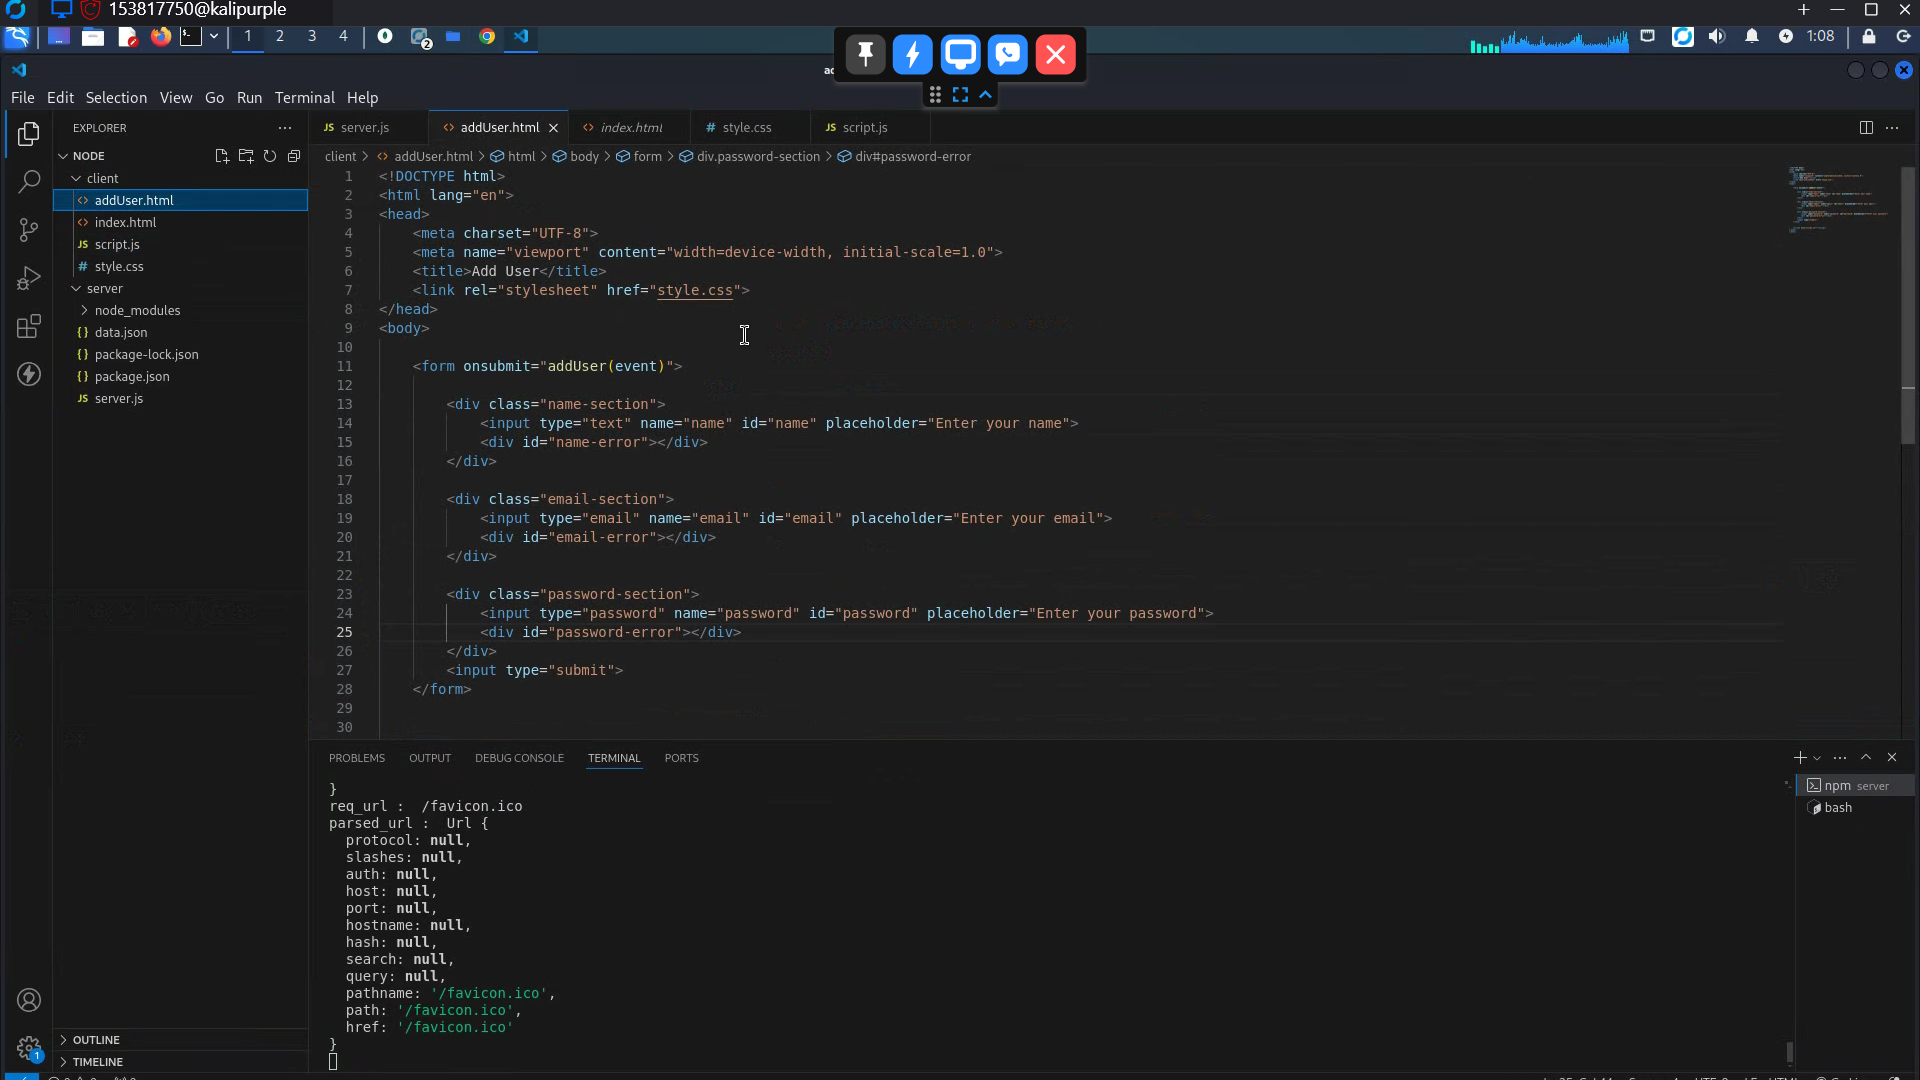 153817750@kalipurple
1 2 3 4
2
1:08
File Edit Selection View Go Run Terminal Help
EXPLORER
NODE
client
addUser.html
index.html
script.js
style.css
server
node_modules
data.json
package-lock.json
package.json
server.js
OUTLINE
TIMELINE
1
JS server.js
addUser.html
index.html
# style.css
JS script.js
client > addUser.html > html > body > form > div.password-section > div#password-error
1 <!DOCTYPE html>
2 <html lang="en">
3 <head>
4 <meta charset="UTF-8">
5 <meta name="viewport" content="width=device-width, initial-scale=1.0">
6 <title>Add User</title>
7 <link rel="stylesheet" href="style.css">
8 </head>
9 <body>
10
11 <form onsubmit="addUser(event)">
12
13 <div class="name-section">
14 <input type="text" name="name" id="name" placeholder="Enter your name">
15 <div id="name-error"></div>
16 </div>
17
18 <div class="email-section">
19 <input type="email" name="email" id="email" placeholder="Enter your email">
20 <div id="email-error"></div>
21 </div>
22
23 <div class="password-section">
24 <input type="password" name="password" id="password" placeholder="Enter your password">
25 <div id="password-error"></div>
26 </div>
27 <input type="submit">
28 </form>
29
30
PROBLEMS OUTPUT DEBUG CONSOLE TERMINAL PORTS
}
req_url :  /favicon.ico
parsed_url :  Url {
protocol: null,
slashes: null,
auth: null,
host: null,
port: null,
hostname: null,
hash: null,
search: null,
query: null,
pathname: '/favicon.ico',
path: '/favicon.ico',
href: '/favicon.ico'
}
npm server
bash